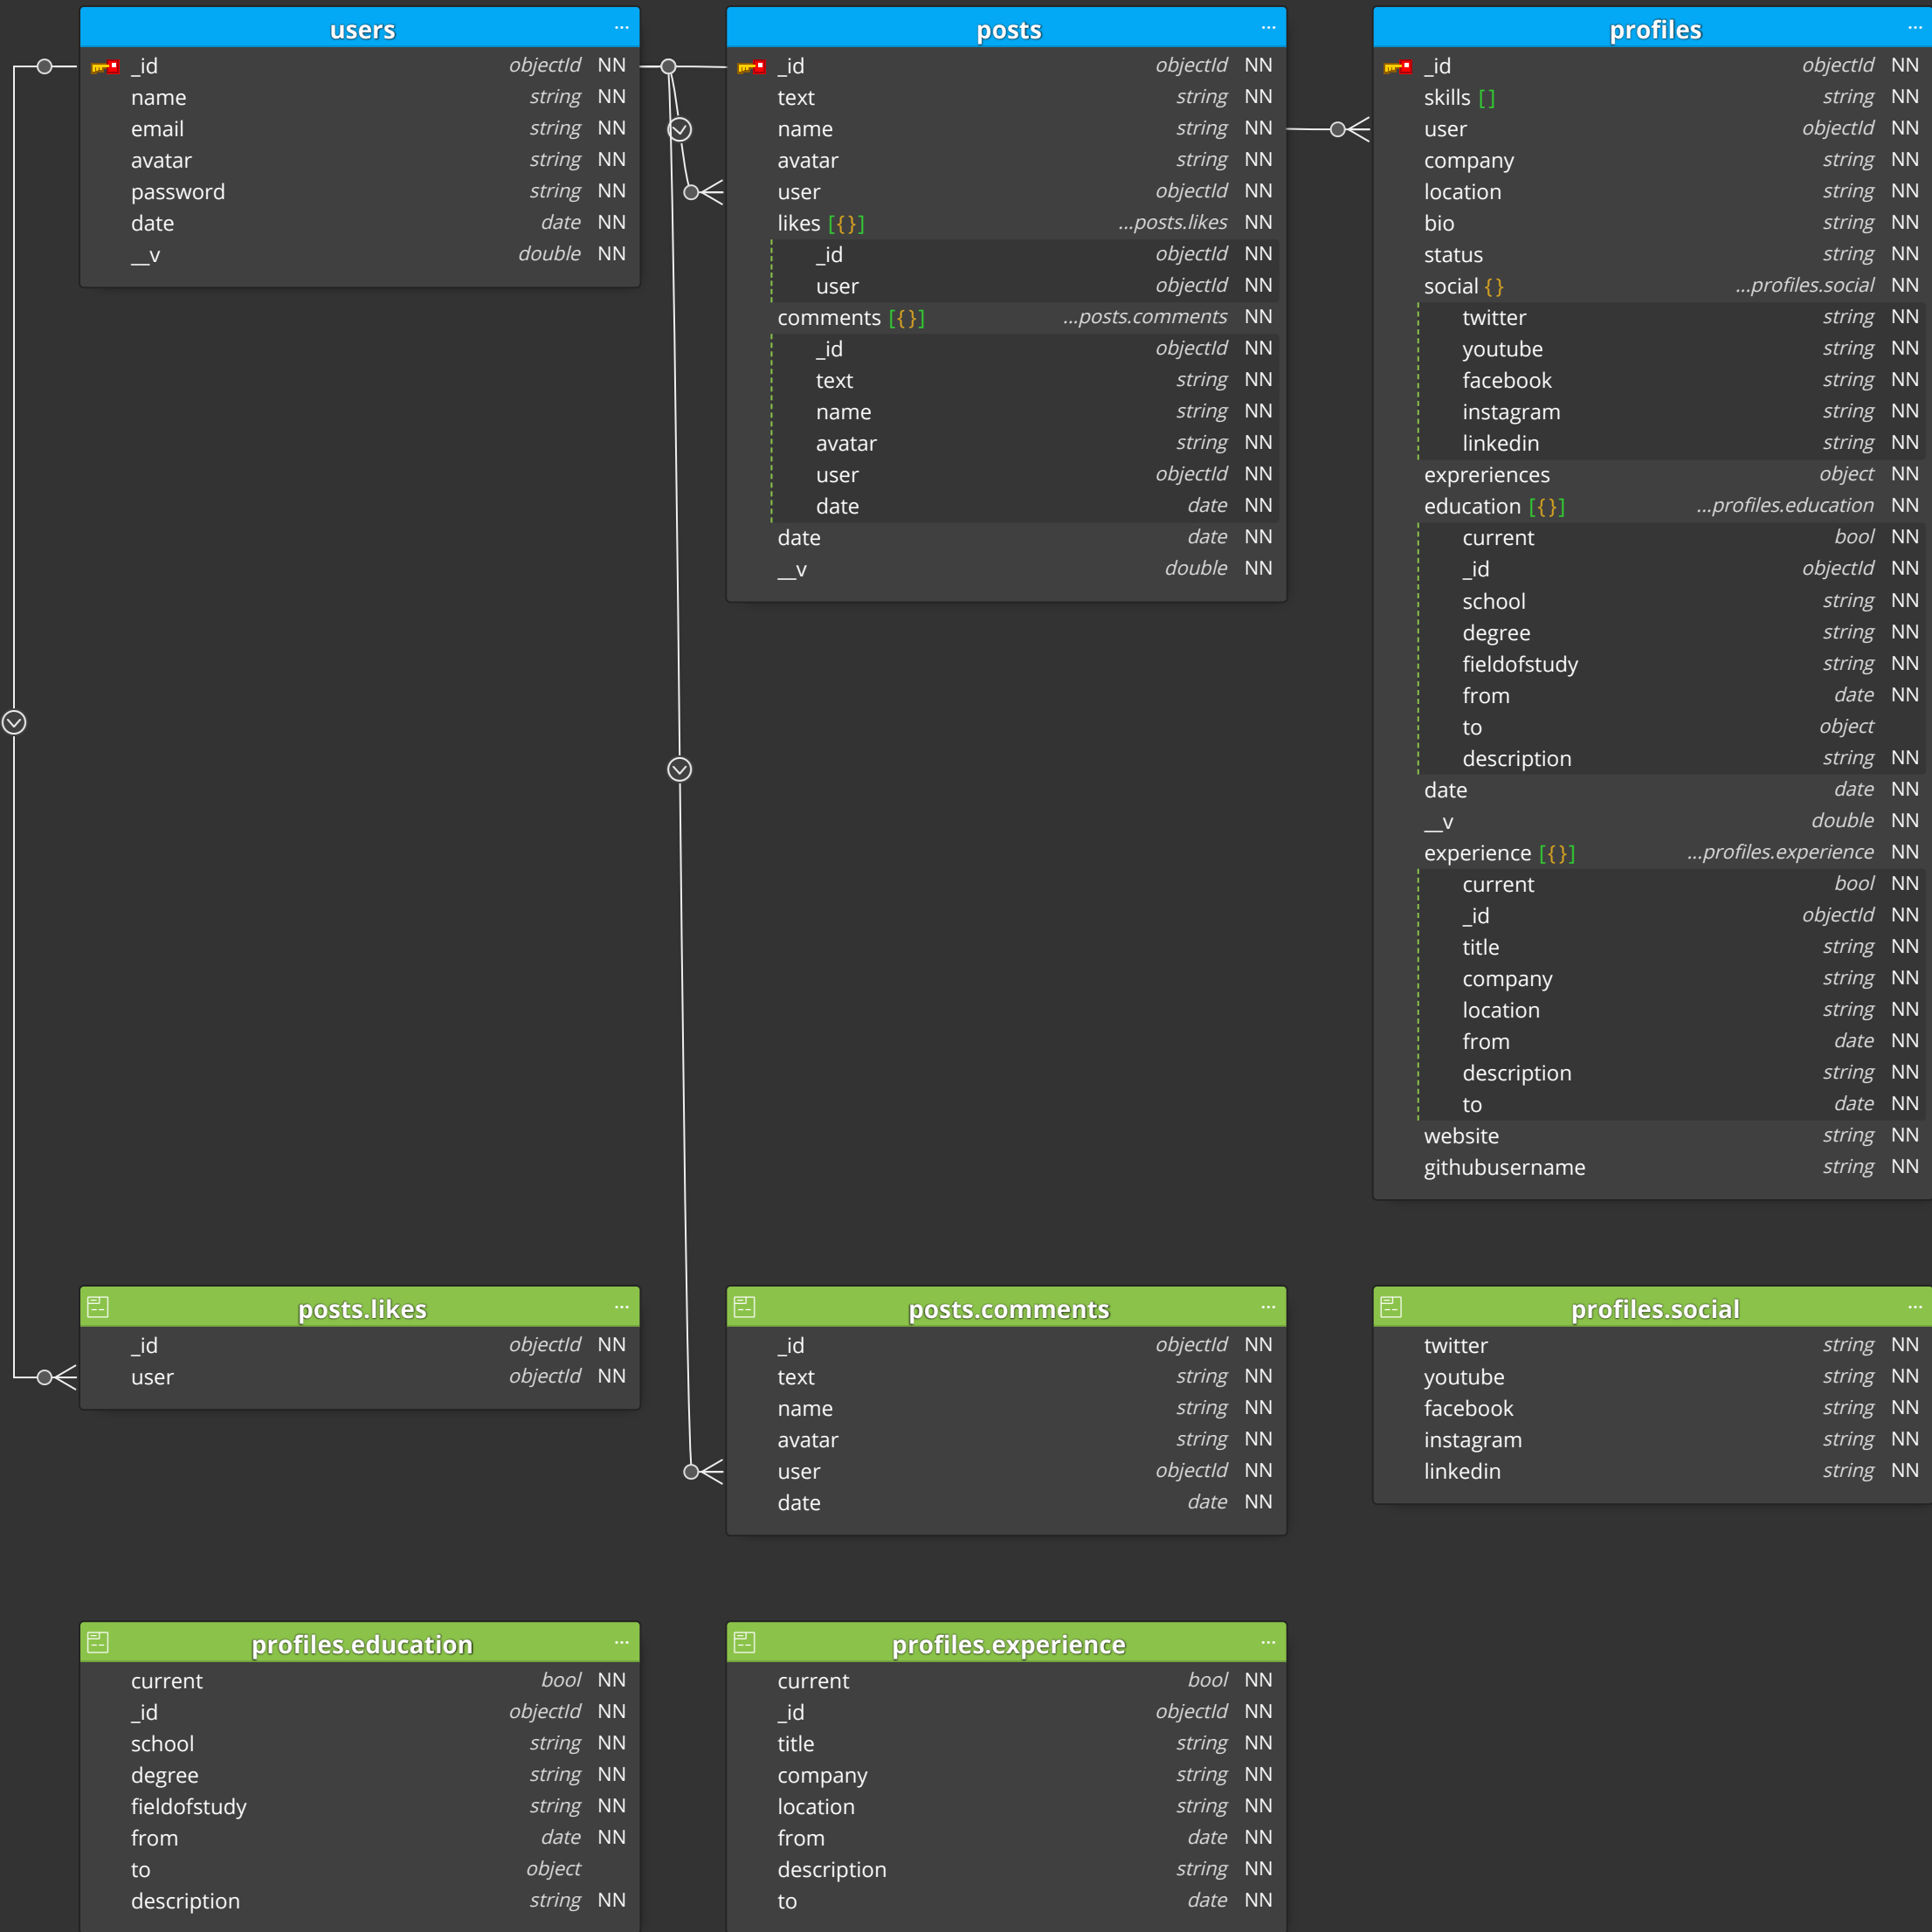 users ...
_id objectId NN
name string NN
email string NN
avatar string NN
password string NN
date date NN
__v double NN
posts ...
_id objectId NN
text string NN
name string NN
avatar string NN
user objectId NN
likes [{}] ...posts.likes NN
_id objectId NN
user objectId NN
comments [{}] ...posts.comments NN
_id objectId NN
text string NN
name string NN
avatar string NN
user objectId NN
date date NN
date date NN
__v double NN
profiles ...
_id objectId NN
skills [] string NN
user objectId NN
company string NN
location string NN
bio string NN
status string NN
social {} ...profiles.social NN
twitter string NN
youtube string NN
facebook string NN
instagram string NN
linkedin string NN
expreriences object NN
education [{}] ...profiles.education NN
current bool NN
_id objectId NN
school string NN
degree string NN
fieldofstudy string NN
from date NN
to object
description string NN
date date NN
__v double NN
experience [{}] ...profiles.experience NN
current bool NN
_id objectId NN
title string NN
company string NN
location string NN
from date NN
description string NN
to date NN
website string NN
githubusername string NN
posts.likes ...
_id objectId NN
user objectId NN
posts.comments ...
_id objectId NN
text string NN
name string NN
avatar string NN
user objectId NN
date date NN
profiles.social ...
twitter string NN
youtube string NN
facebook string NN
instagram string NN
linkedin string NN
profiles.education ...
current bool NN
_id objectId NN
school string NN
degree string NN
fieldofstudy string NN
from date NN
to object
description string NN
profiles.experience ...
current bool NN
_id objectId NN
title string NN
company string NN
location string NN
from date NN
description string NN
to date NN